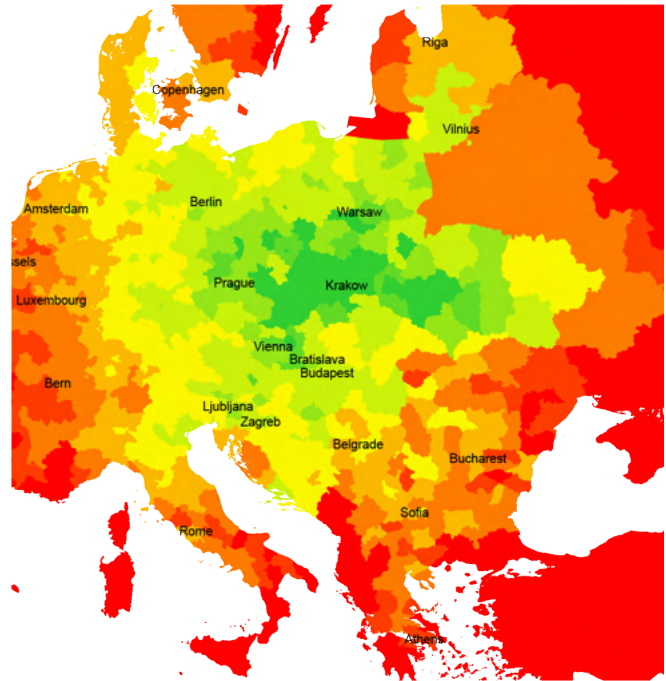 Riga
Copenhagen
Vilnius
Berlin
Amsterdam
Warsaw
ssels
Prague
Krakow
Luxembourg
Vienna
Bratislava
Budapest
Bern
Ljubljana
Zagreb
Belgrade
Bucharest
Sofia
Rome
Athens